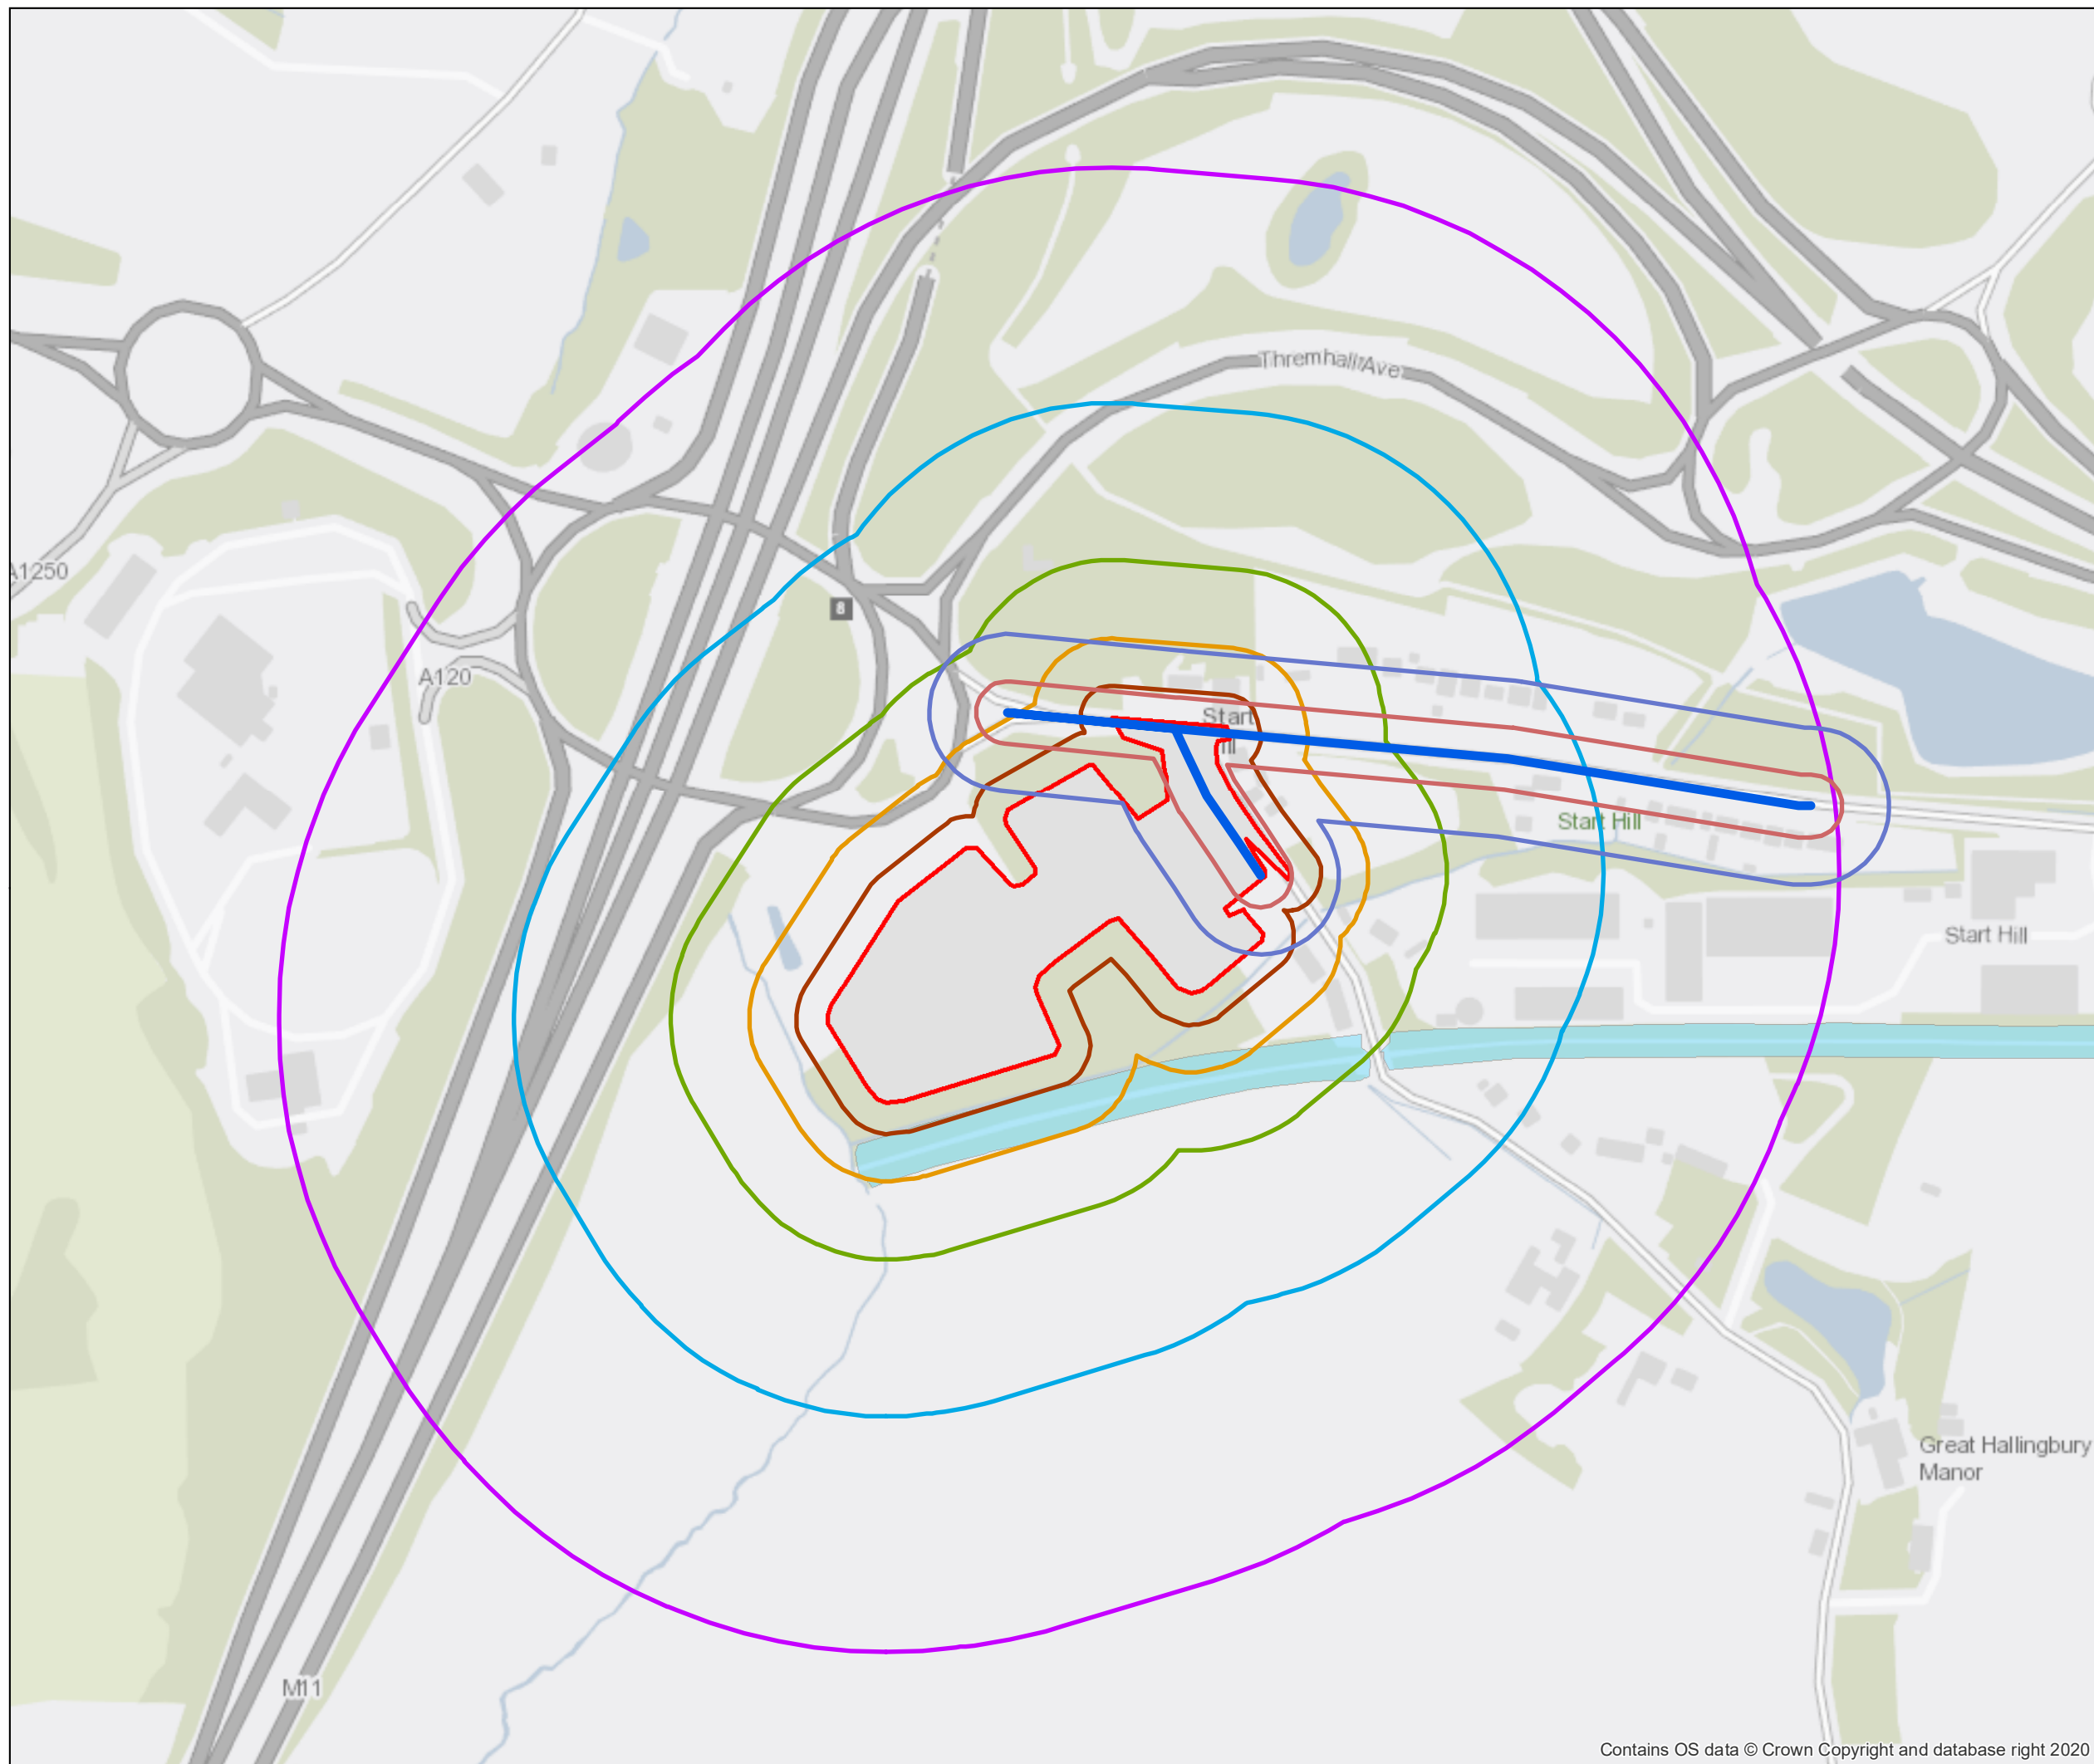 Thremhall Ave
A1250
8
A120
Start
Start Hill
Start Hill
Great Hallingbury
Manor
M11
Contains OS data © Crown Copyright and database right 2020